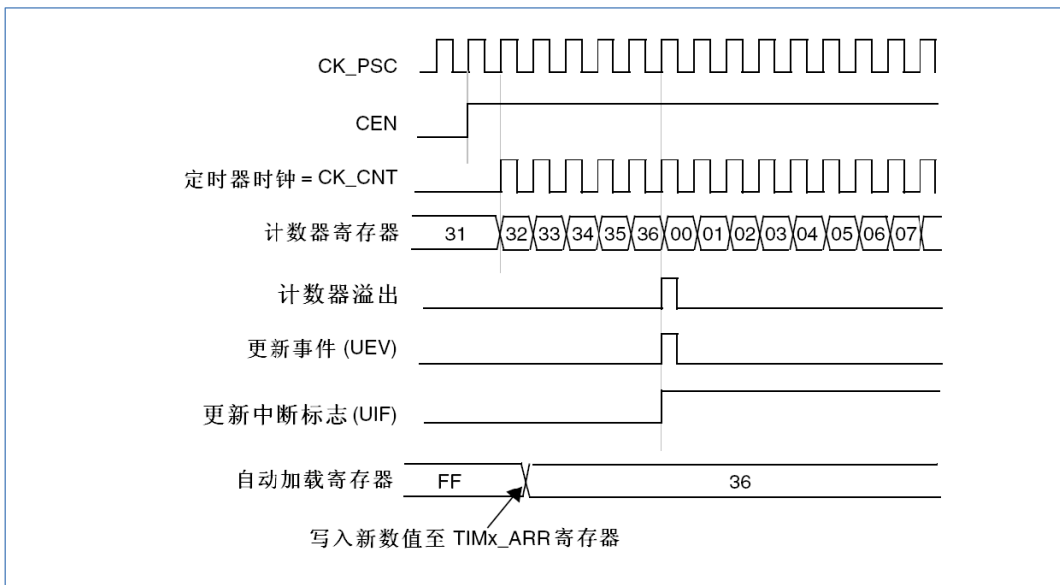 CK_PSC
CEN
定时器时钟 = CK_CNT
计数器寄存器 31 32 33 34 35 36 00 01 02 03 04 05 06 07
计数器溢出
更新事件 (UEV)
更新中断标志 (UIF)
自动加载寄存器 FF 36
写入新数值至 TIMx_ARR 寄存器